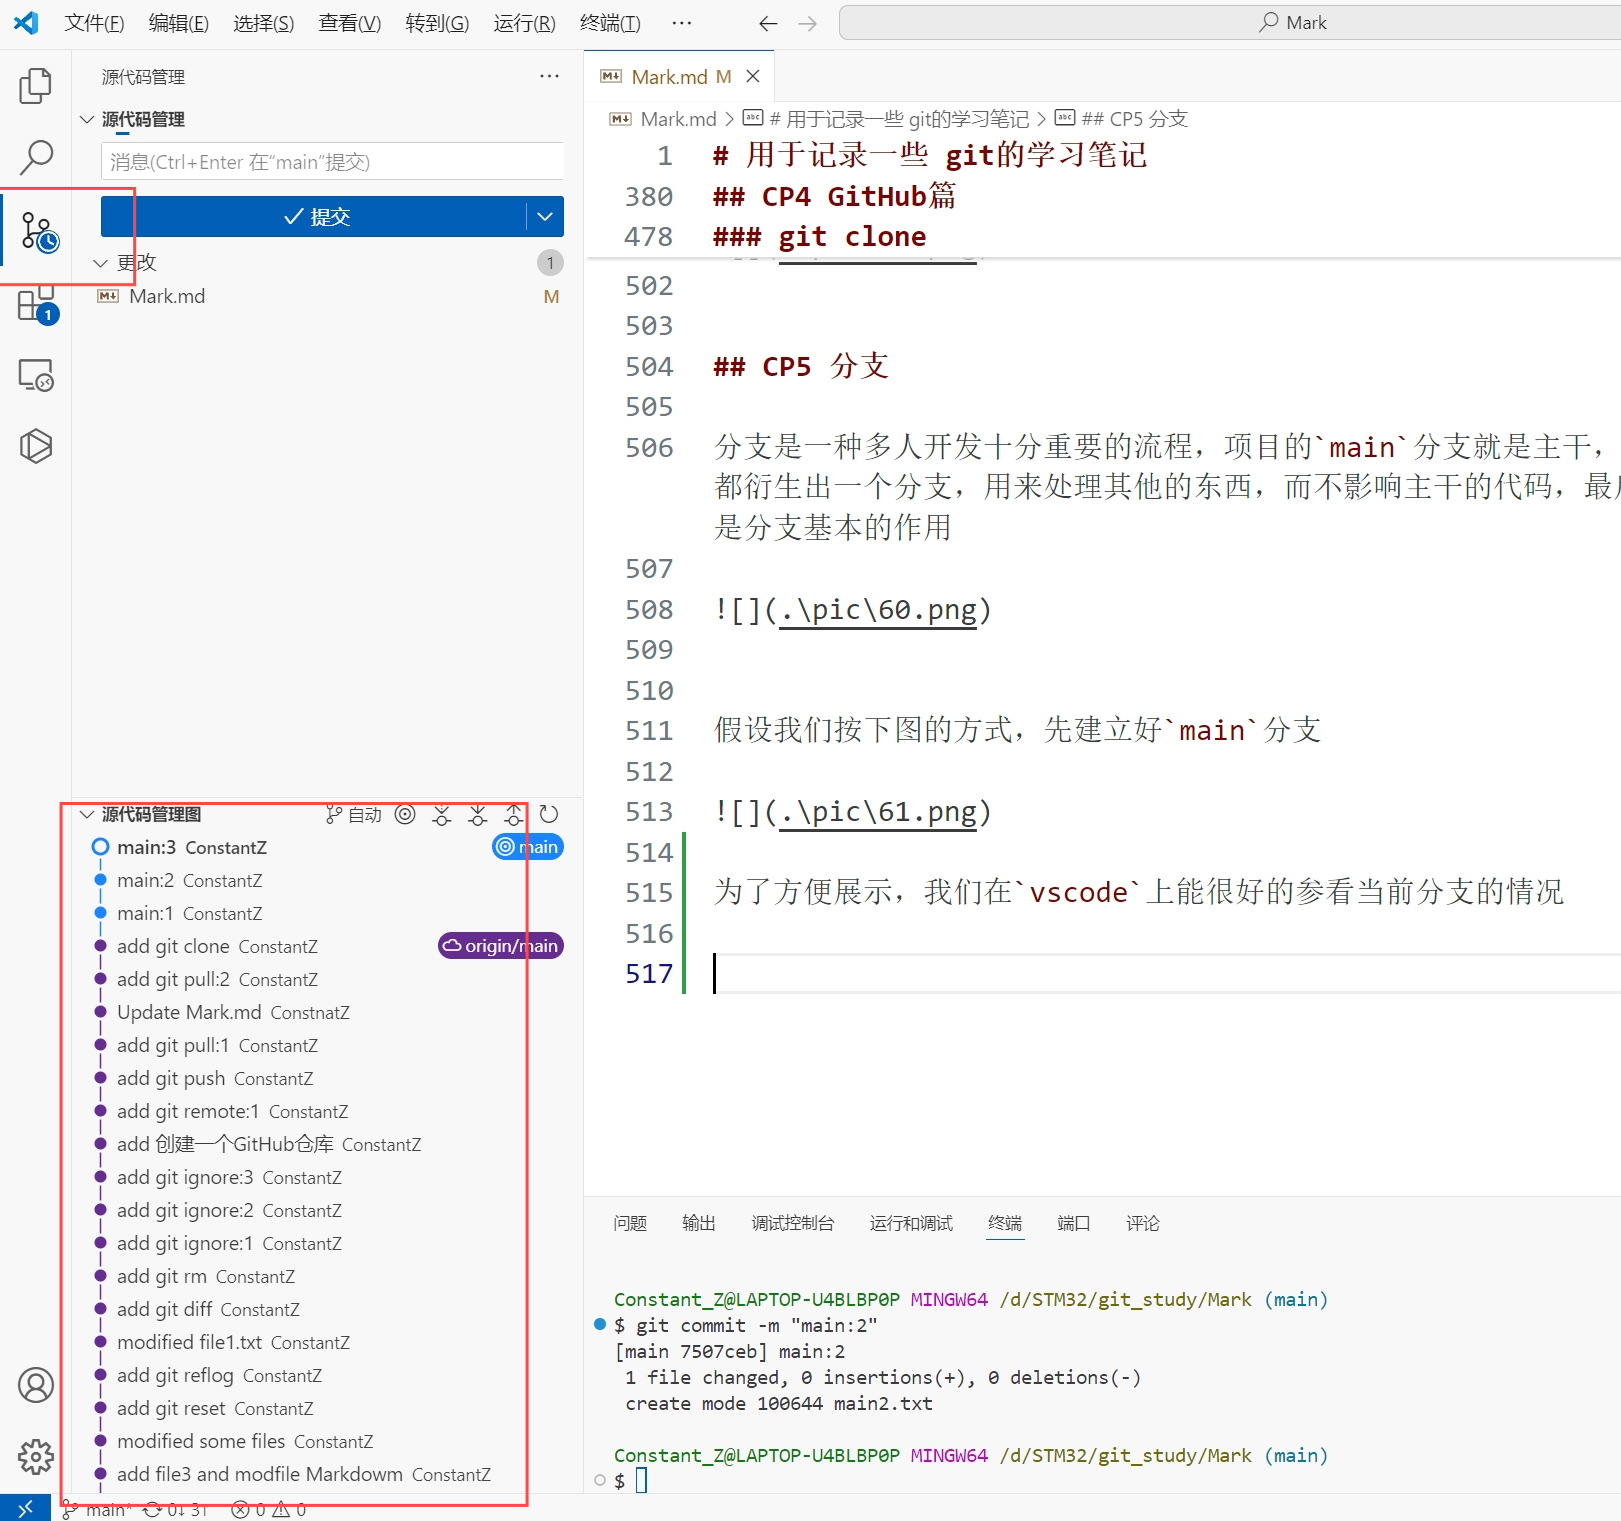 文件(F) 编辑(E) 选择(S) 查看(V) 转到(G) 运行(R) 终端(T) ··· Mark
源代码管理
源代码管理
消息(Ctrl+Enter 在"main"提交)
提交
更改 1
Mark.md M
1
源代码管理图 自动
main:3 ConstantZ main
main:2 ConstantZ
main:1 ConstantZ
add git clone ConstantZ origin/main
add git pull:2 ConstantZ
Update Mark.md ConstnatZ
add git pull:1 ConstantZ
add git push ConstantZ
add git remote:1 ConstantZ
add 创建一个GitHub仓库 ConstantZ
add git ignore:3 ConstantZ
add git ignore:2 ConstantZ
add git ignore:1 ConstantZ
add git rm ConstantZ
add git diff ConstantZ
modified file1.txt ConstantZ
add git reflog ConstantZ
add git reset ConstantZ
modified some files ConstantZ
add file3 and modfile Markdowm ConstantZ
Mark.md M
Mark.md > # 用于记录一些 git的学习笔记 > ## CP5 分支
1 # 用于记录一些 git的学习笔记
380 ## CP4 GitHub篇
478 ### git clone
502
503
504 ## CP5 分支
505
506 分支是一种多人开发十分重要的流程，项目的`main`分支就是主干，
都衍生出一个分支，用来处理其他的东西，而不影响主干的代码，最
是分支基本的作用
507
508 ![](.\pic\60.png)
509
510
511 假设我们按下图的方式，先建立好`main`分支
512
513 ![](.\pic\61.png)
514
515 为了方便展示，我们在`vscode`上能很好的参看当前分支的情况
516
517
问题 输出 调试控制台 运行和调试 终端 端口 评论
Constant_Z@LAPTOP-U4BLBP0P MINGW64 /d/STM32/git_study/Mark (main)
$ git commit -m "main:2"
[main 7507ceb] main:2
1 file changed, 0 insertions(+), 0 deletions(-)
create mode 100644 main2.txt
Constant_Z@LAPTOP-U4BLBP0P MINGW64 /d/STM32/git_study/Mark (main)
$
main* 0↓ 3↑ 0 0